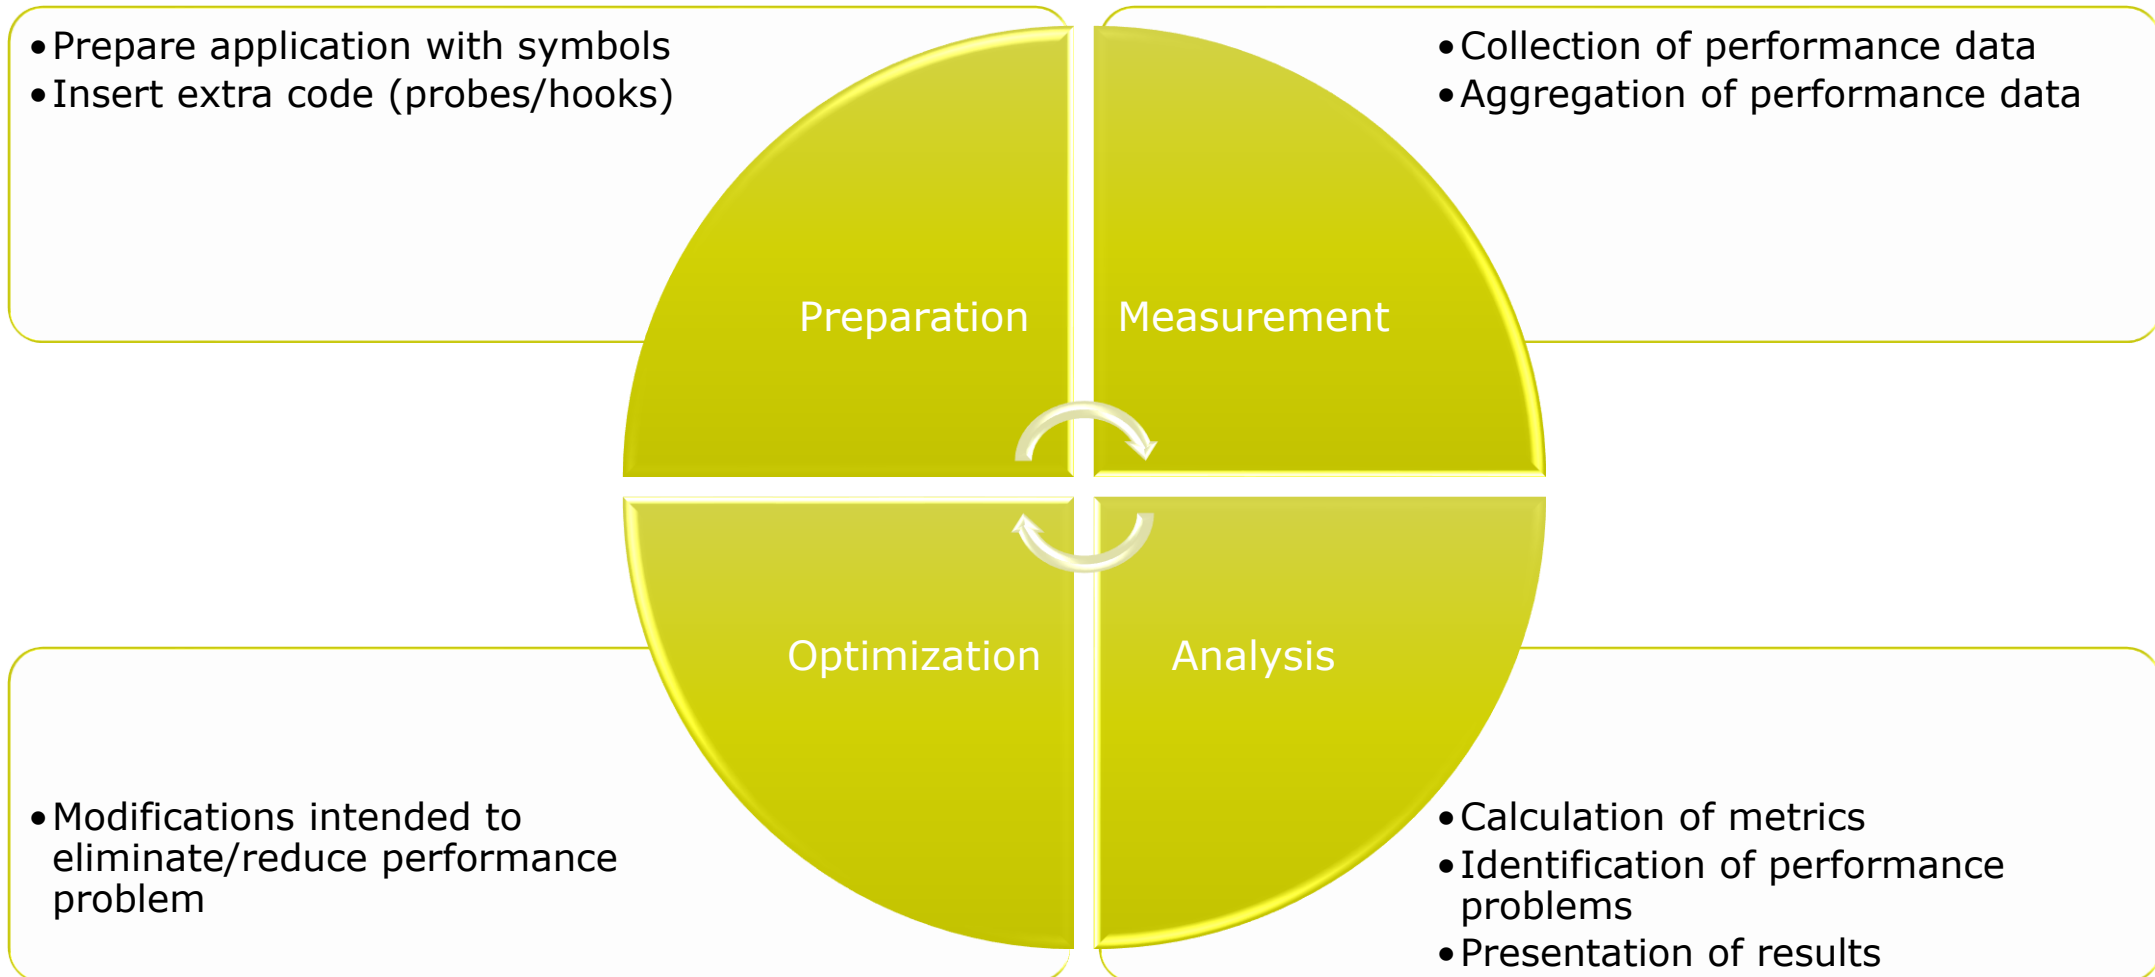 •Prepare application with symbols
•Insert extra code (probes/hooks)
•Collection of performance data
•Aggregation of performance data
Preparation
Measurement
Optimization
Analysis
•Modifications intended to
eliminate/reduce performance
problem
•Calculation of metrics
•Identification of performance
problems
•Presentation of results